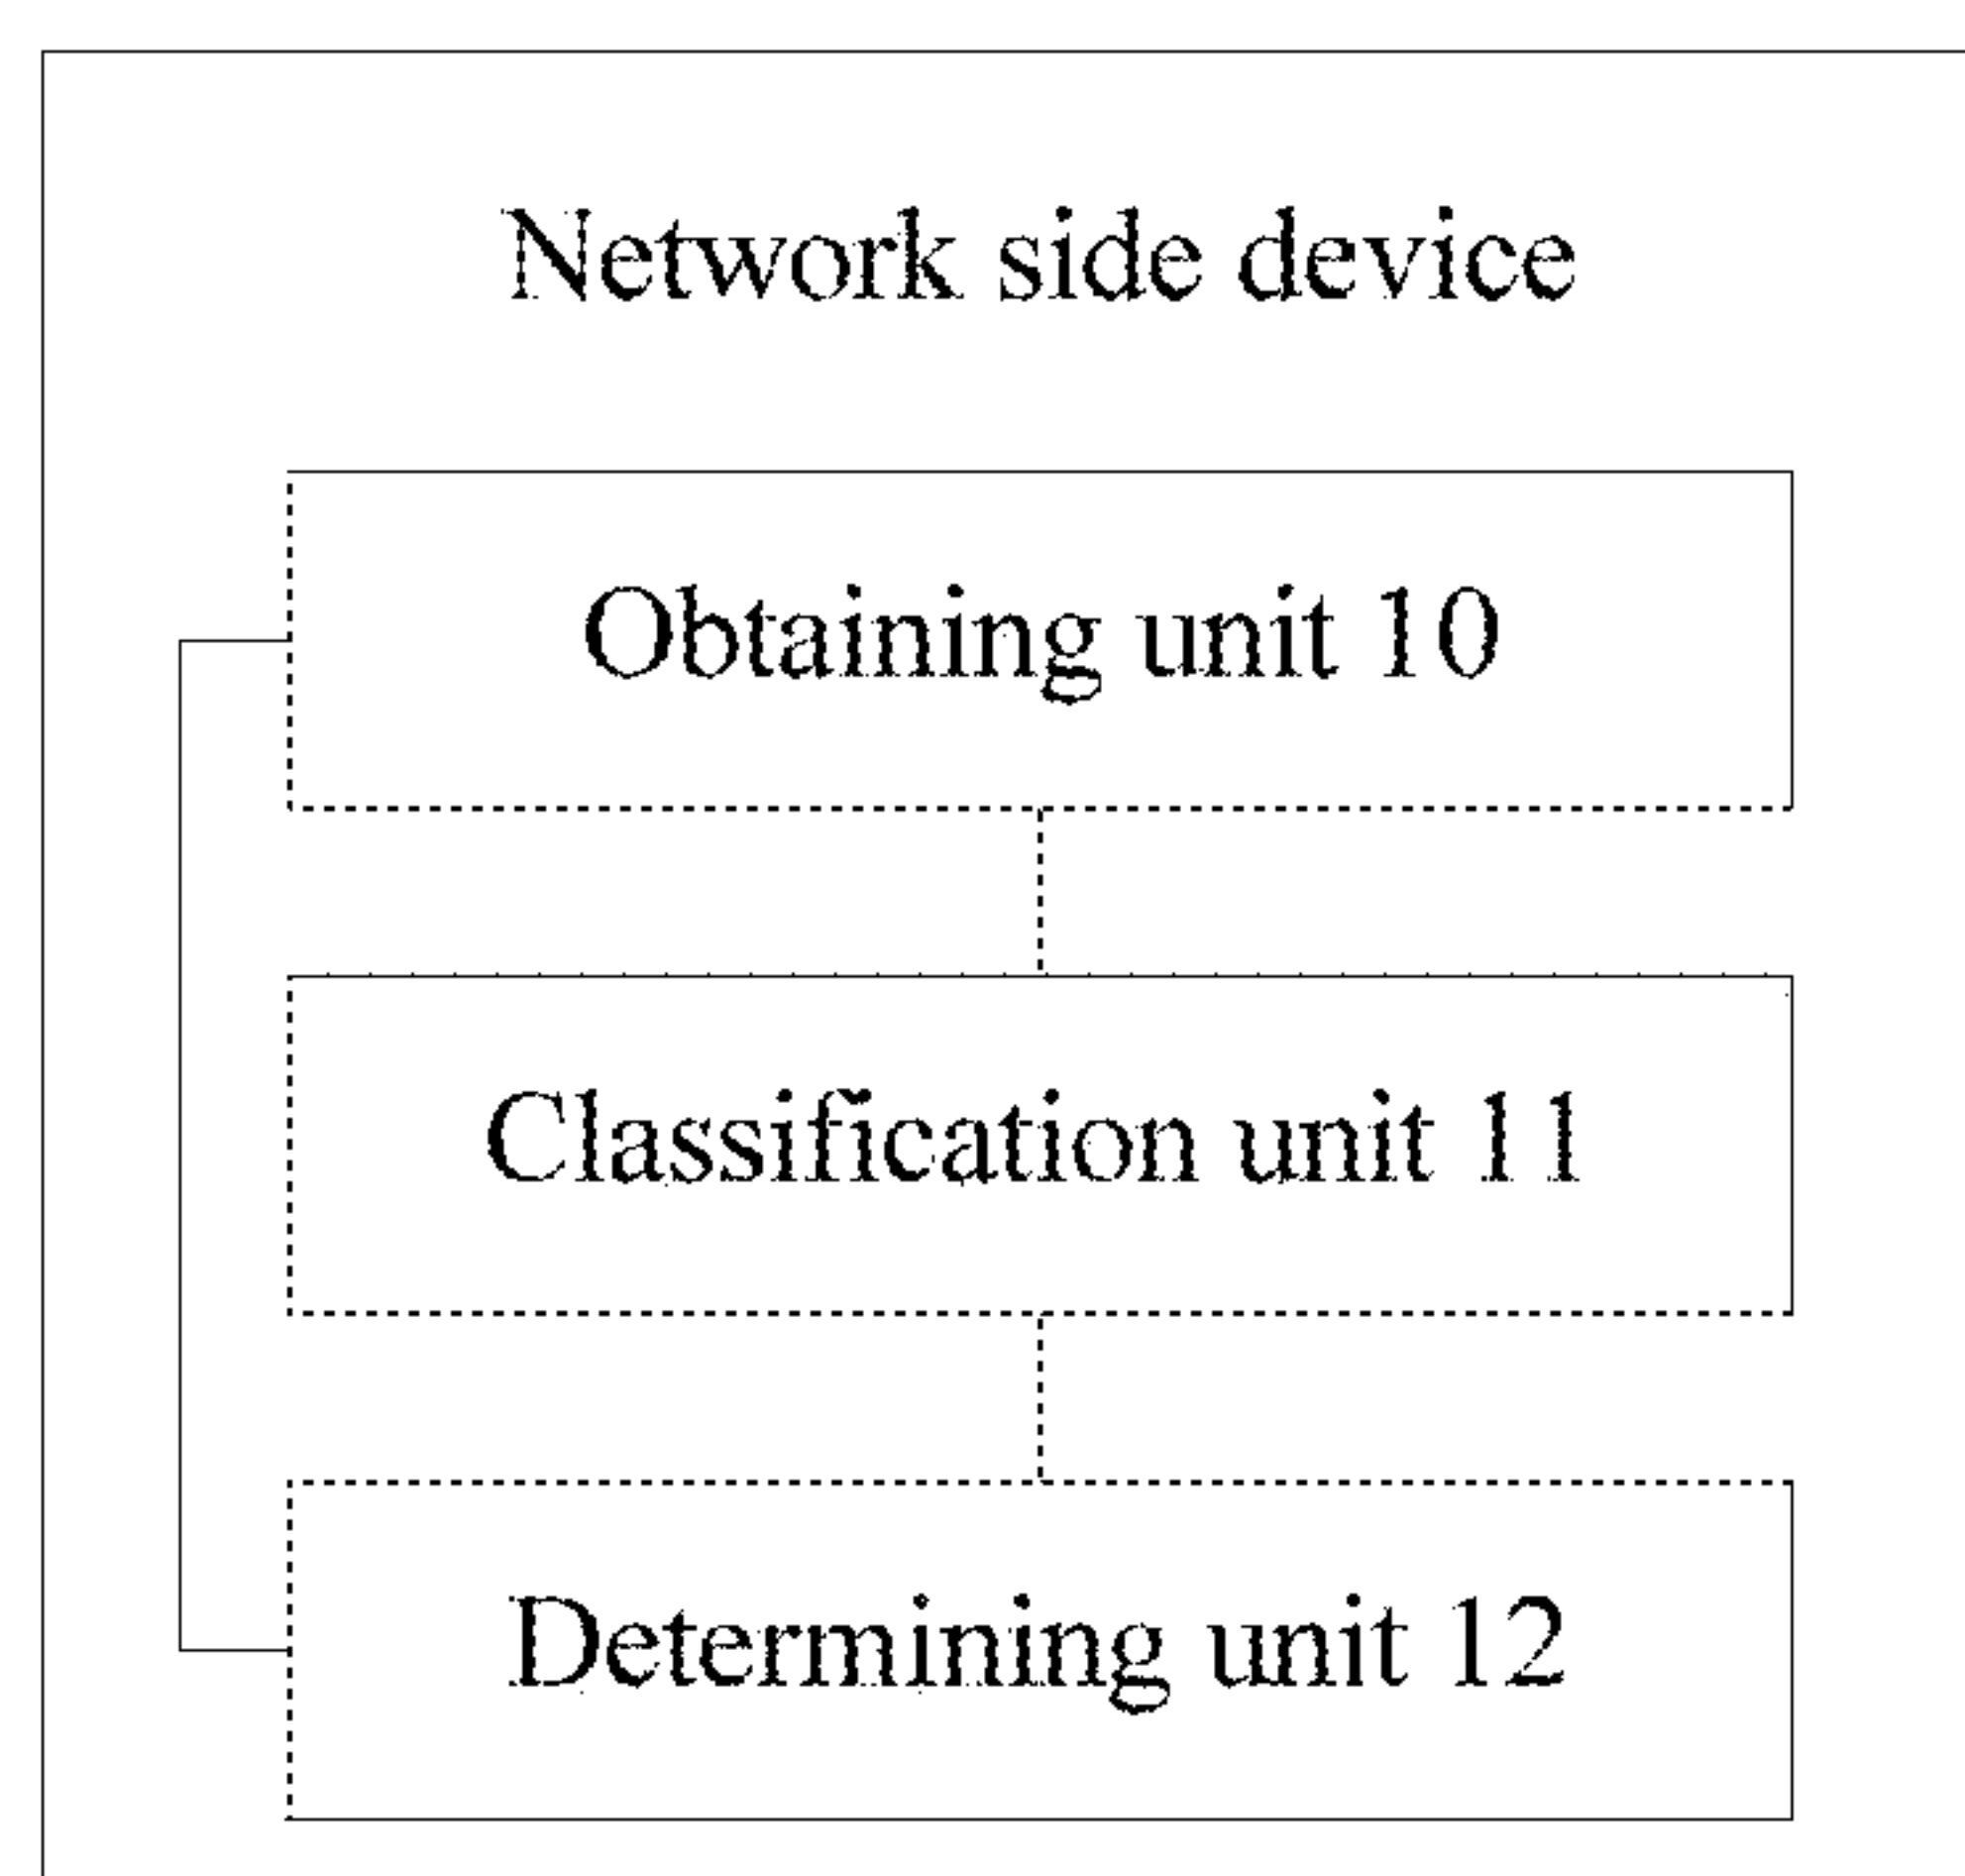 Network side device
Obtaining unit 10
Classification unit 11
Determining unit 12